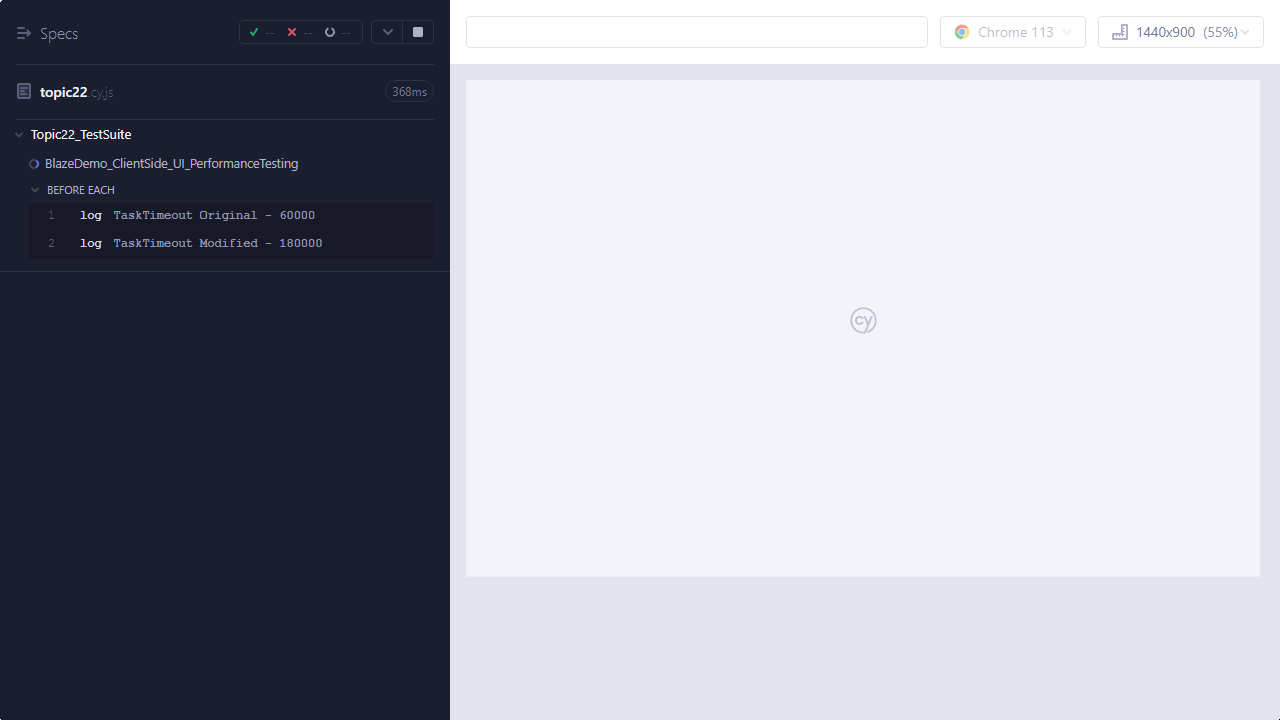 Specs
--
--
--
topic22.cy.js
368ms
Topic22_TestSuite
BlazeDemo_ClientSide_UI_PerformanceTesting
BEFORE EACH
1 log TaskTimeout Original - 60000
2 log TaskTimeout Modified - 180000
Chrome 113
1440x900 (55%)
cy